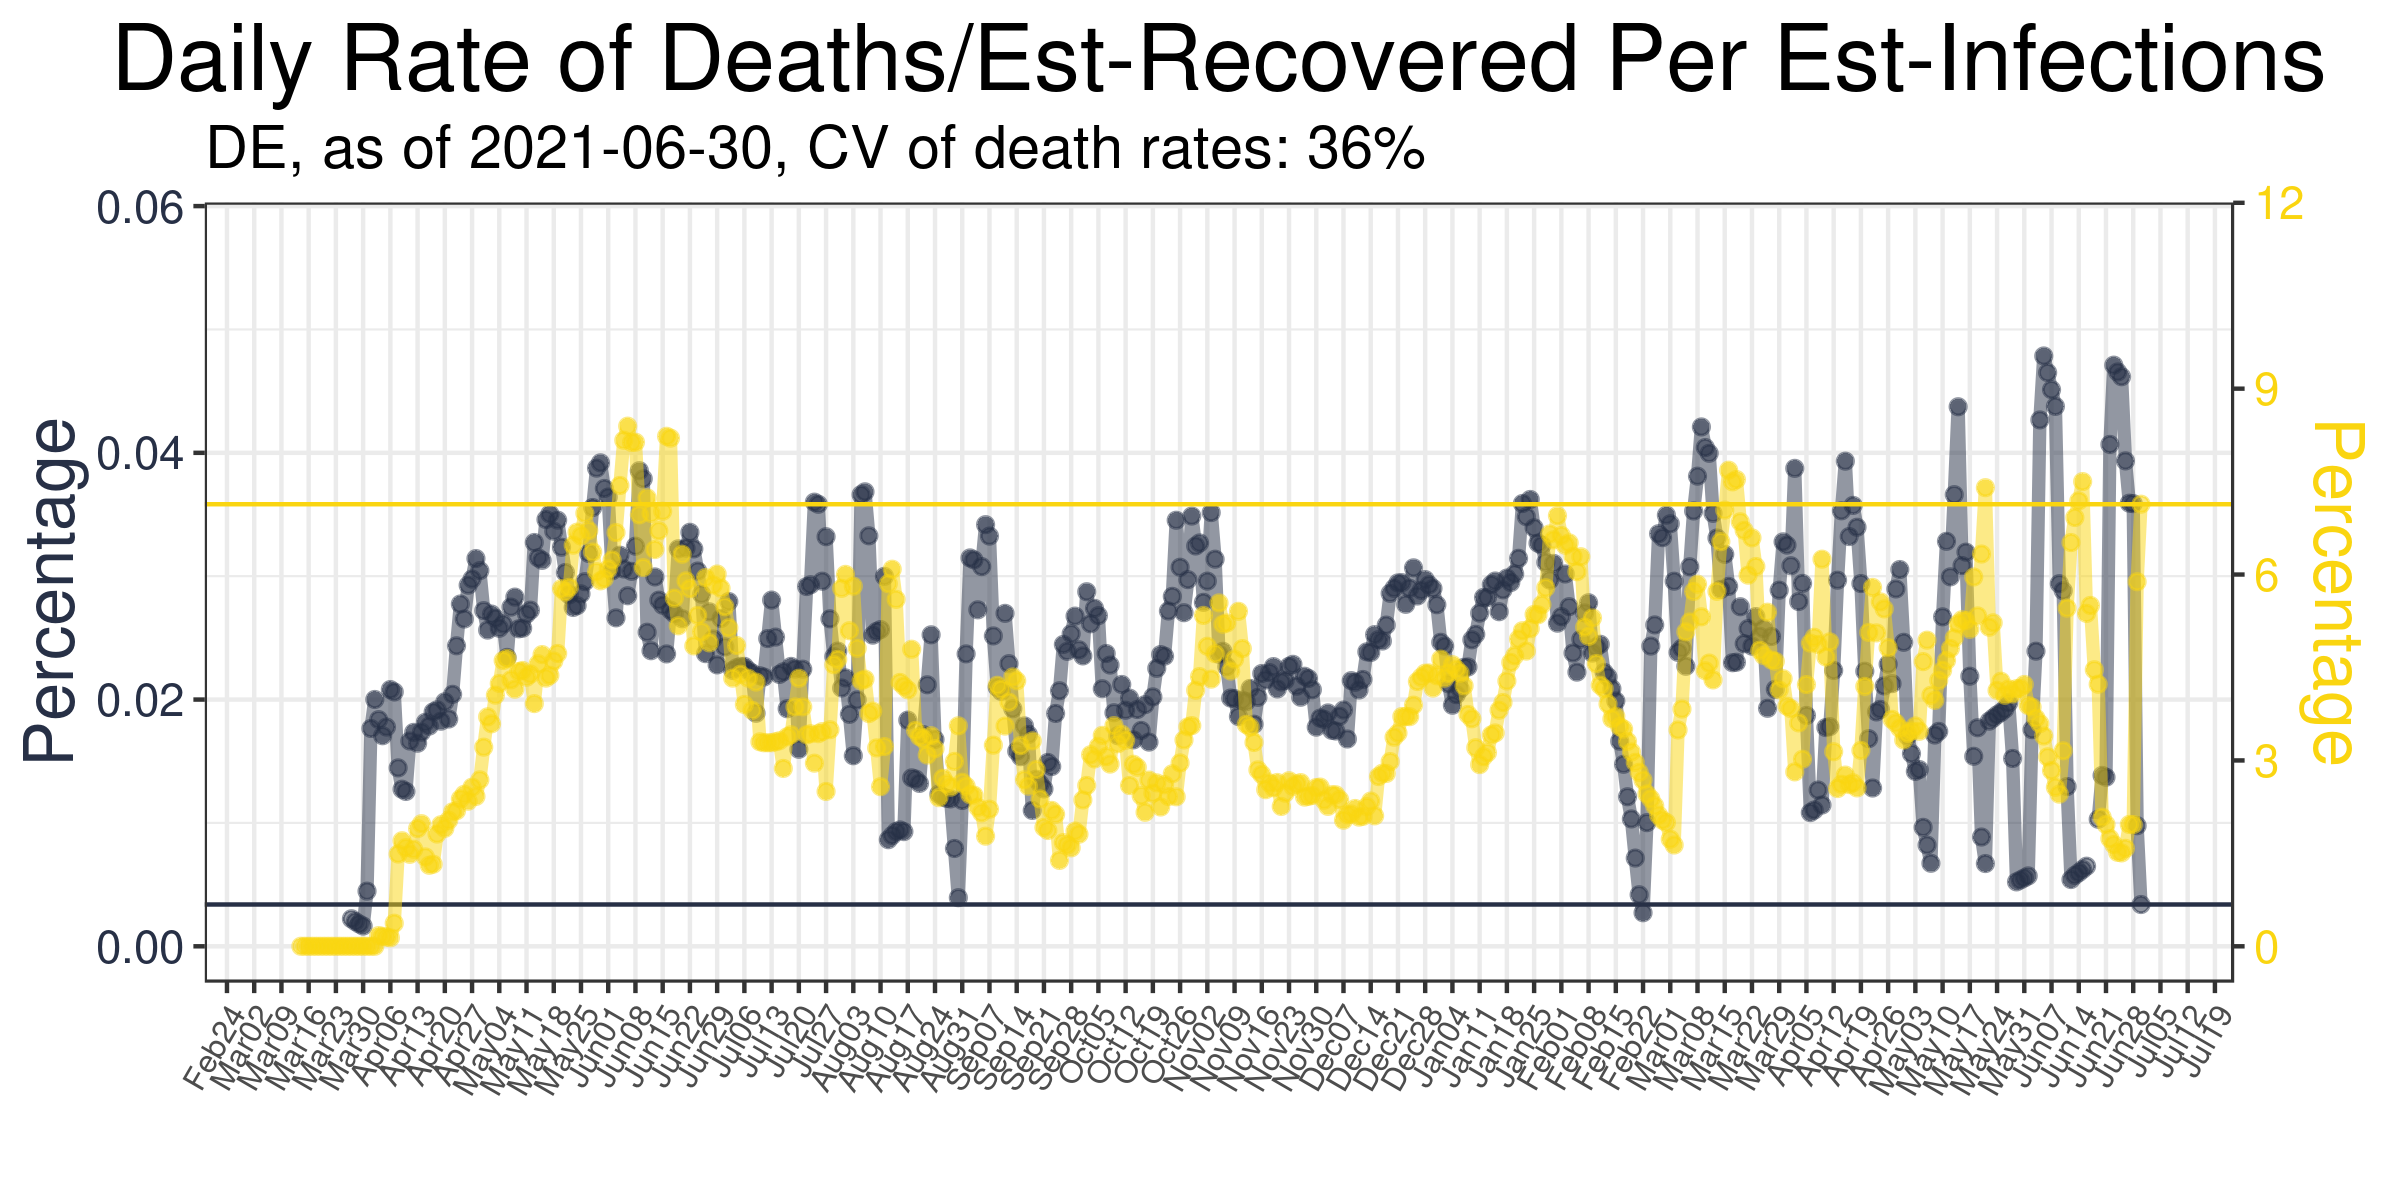 Daily Rate of Deaths/Est-Recovered Per Est-Infections
DE, as of 2021-06-30, CV of death rates: 36%
Percentage
0.06
0.04
0.02
0.00
12
9
6
3
0
Percentage
Feb24
Mar02
Mar09
Mar16
Mar23
Mar30
Apr06
Apr13
Apr20
Apr27
May04
May11
May18
May25
Jun01
Jun08
Jun15
Jun22
Jun29
Jul06
Jul13
Jul20
Jul27
Aug03
Aug10
Aug17
Aug24
Aug31
Sep07
Sep14
Sep21
Sep28
Oct05
Oct12
Oct19
Oct26
Nov02
Nov09
Nov16
Nov23
Nov30
Dec07
Dec14
Dec21
Dec28
Jan04
Jan11
Jan18
Jan25
Feb01
Feb08
Feb15
Feb22
Mar01
Mar08
Mar15
Mar22
Mar29
Apr05
Apr12
Apr19
Apr26
May03
May10
May17
May24
May31
Jun07
Jun14
Jun21
Jun28
Jul05
Jul12
Jul19